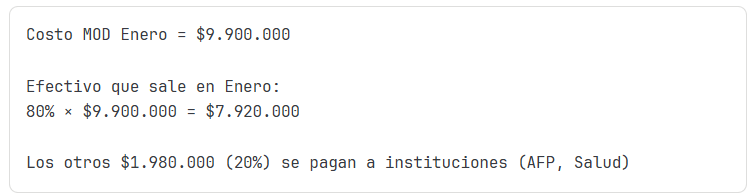 Costo MOD Enero = $9.900.000
Efectivo que sale en Enero:
80% × $9.900.000 = $7.920.000
Los otros $1.980.000 (20%) se pagan a instituciones (AFP, Salud)